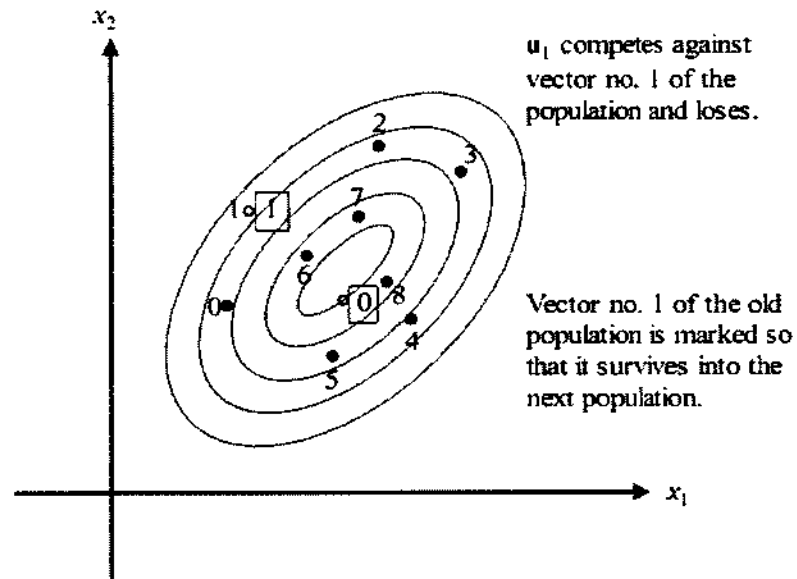 x₂
u₁ competes against
vector no. 1 of the
population and loses.
2
3
7
1 1
6
0 0 8
4
5
Vector no. 1 of the old
population is marked so
that it survives into the
next population.
x₁